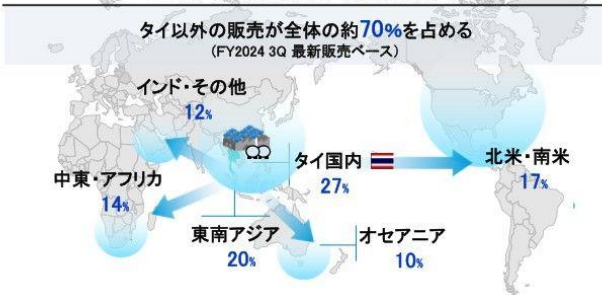 タイ以外の販売が全体の約70%を占める
(FY2024 3Q 最新販売ベース)
インド・その他
12%
タイ国内
27%
北米・南米
17%
中東・アフリカ
14%
東南アジア
20%
オセアニア
10%